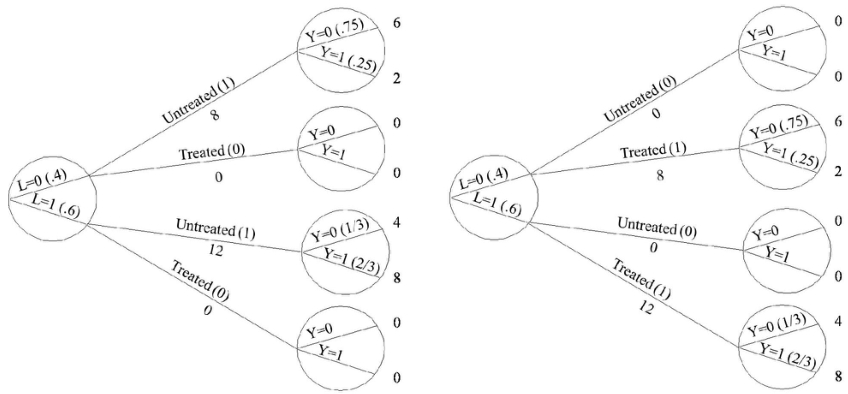 Y=0 (.75)
6
Y=1 (.25)
2
Untreated (1)
8
Y=0
0
Y=1
0
Treated (0)
0
L=0 (.4)
L=1 (.6)
Untreated (1)
12
Y=0 (1/3)
4
Y=1 (2/3)
8
Treated (0)
0
Y=0
0
Y=1
0
Y=0
0
Y=1
0
Untreated (0)
0
Y=0 (.75)
6
Y=1 (.25)
2
Treated (1)
8
L=0 (.4)
L=1 (.6)
Untreated (0)
0
Y=0
0
Y=1
0
Treated (1)
12
Y=0 (1/3)
4
Y=1 (2/3)
8